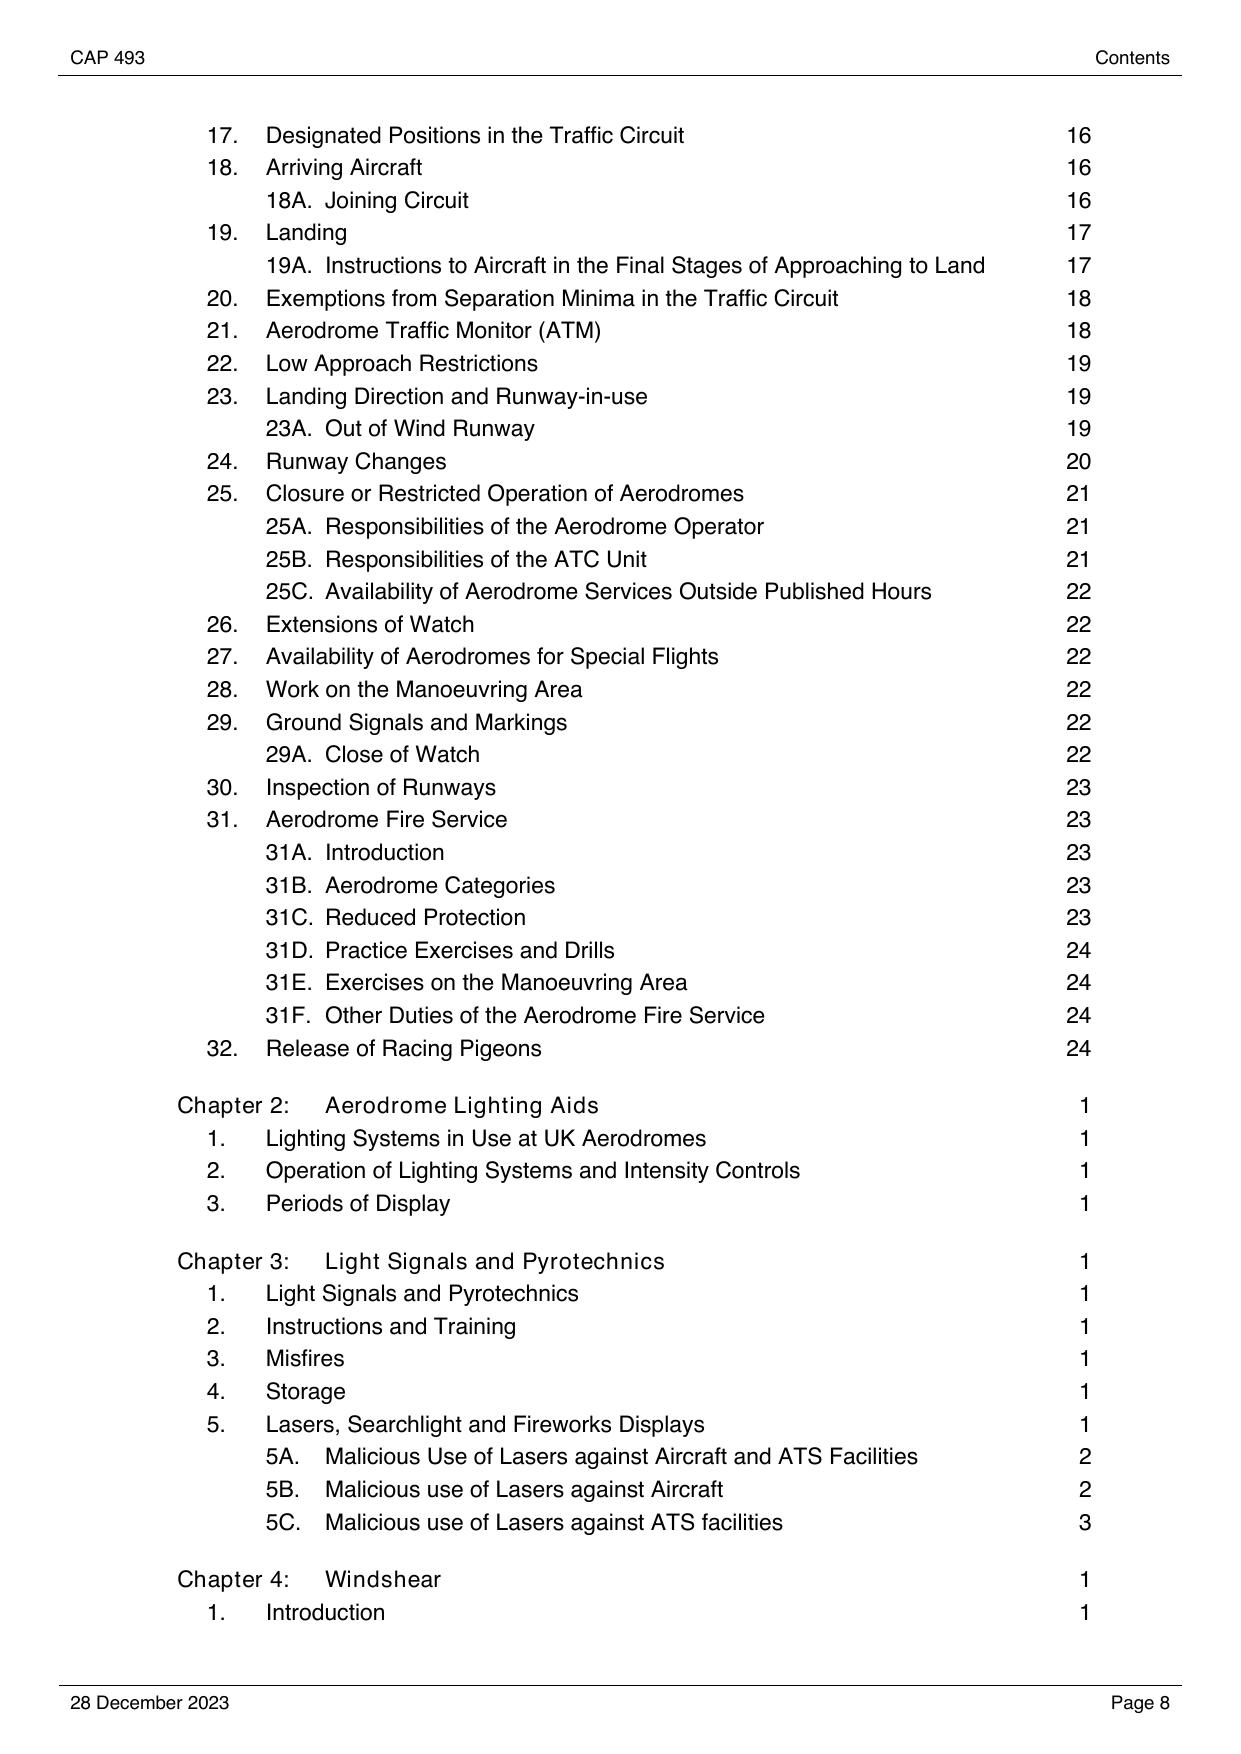 CAP 493 Contents
17. Designated Positions in the Traffic Circuit 16
18. Arriving Aircraft 16
18A. Joining Circuit 16
19. Landing 17
19A. Instructions to Aircraft in the Final Stages of Approaching to Land 17
20. Exemptions from Separation Minima in the Traffic Circuit 18
21. Aerodrome Traffic Monitor (ATM) 18
22. Low Approach Restrictions 19
23. Landing Direction and Runway-in-use 19
23A. Out of Wind Runway 19
24. Runway Changes 20
25. Closure or Restricted Operation of Aerodromes 21
25A. Responsibilities of the Aerodrome Operator 21
25B. Responsibilities of the ATC Unit 21
25C. Availability of Aerodrome Services Outside Published Hours 22
26. Extensions of Watch 22
27. Availability of Aerodromes for Special Flights 22
28. Work on the Manoeuvring Area 22
29. Ground Signals and Markings 22
29A. Close of Watch 22
30. Inspection of Runways 23
31. Aerodrome Fire Service 23
31A. Introduction 23
31B. Aerodrome Categories 23
31C. Reduced Protection 23
31D. Practice Exercises and Drills 24
31E. Exercises on the Manoeuvring Area 24
31F. Other Duties of the Aerodrome Fire Service 24
32. Release of Racing Pigeons 24
Chapter 2: Aerodrome Lighting Aids 1
1. Lighting Systems in Use at UK Aerodromes 1
2. Operation of Lighting Systems and Intensity Controls 1
3. Periods of Display 1
Chapter 3: Light Signals and Pyrotechnics 1
1. Light Signals and Pyrotechnics 1
2. Instructions and Training 1
3. Misfires 1
4. Storage 1
5. Lasers, Searchlight and Fireworks Displays 1
5A. Malicious Use of Lasers against Aircraft and ATS Facilities 2
5B. Malicious use of Lasers against Aircraft 2
5C. Malicious use of Lasers against ATS facilities 3
Chapter 4: Windshear 1
1. Introduction 1
28 December 2023 Page 8